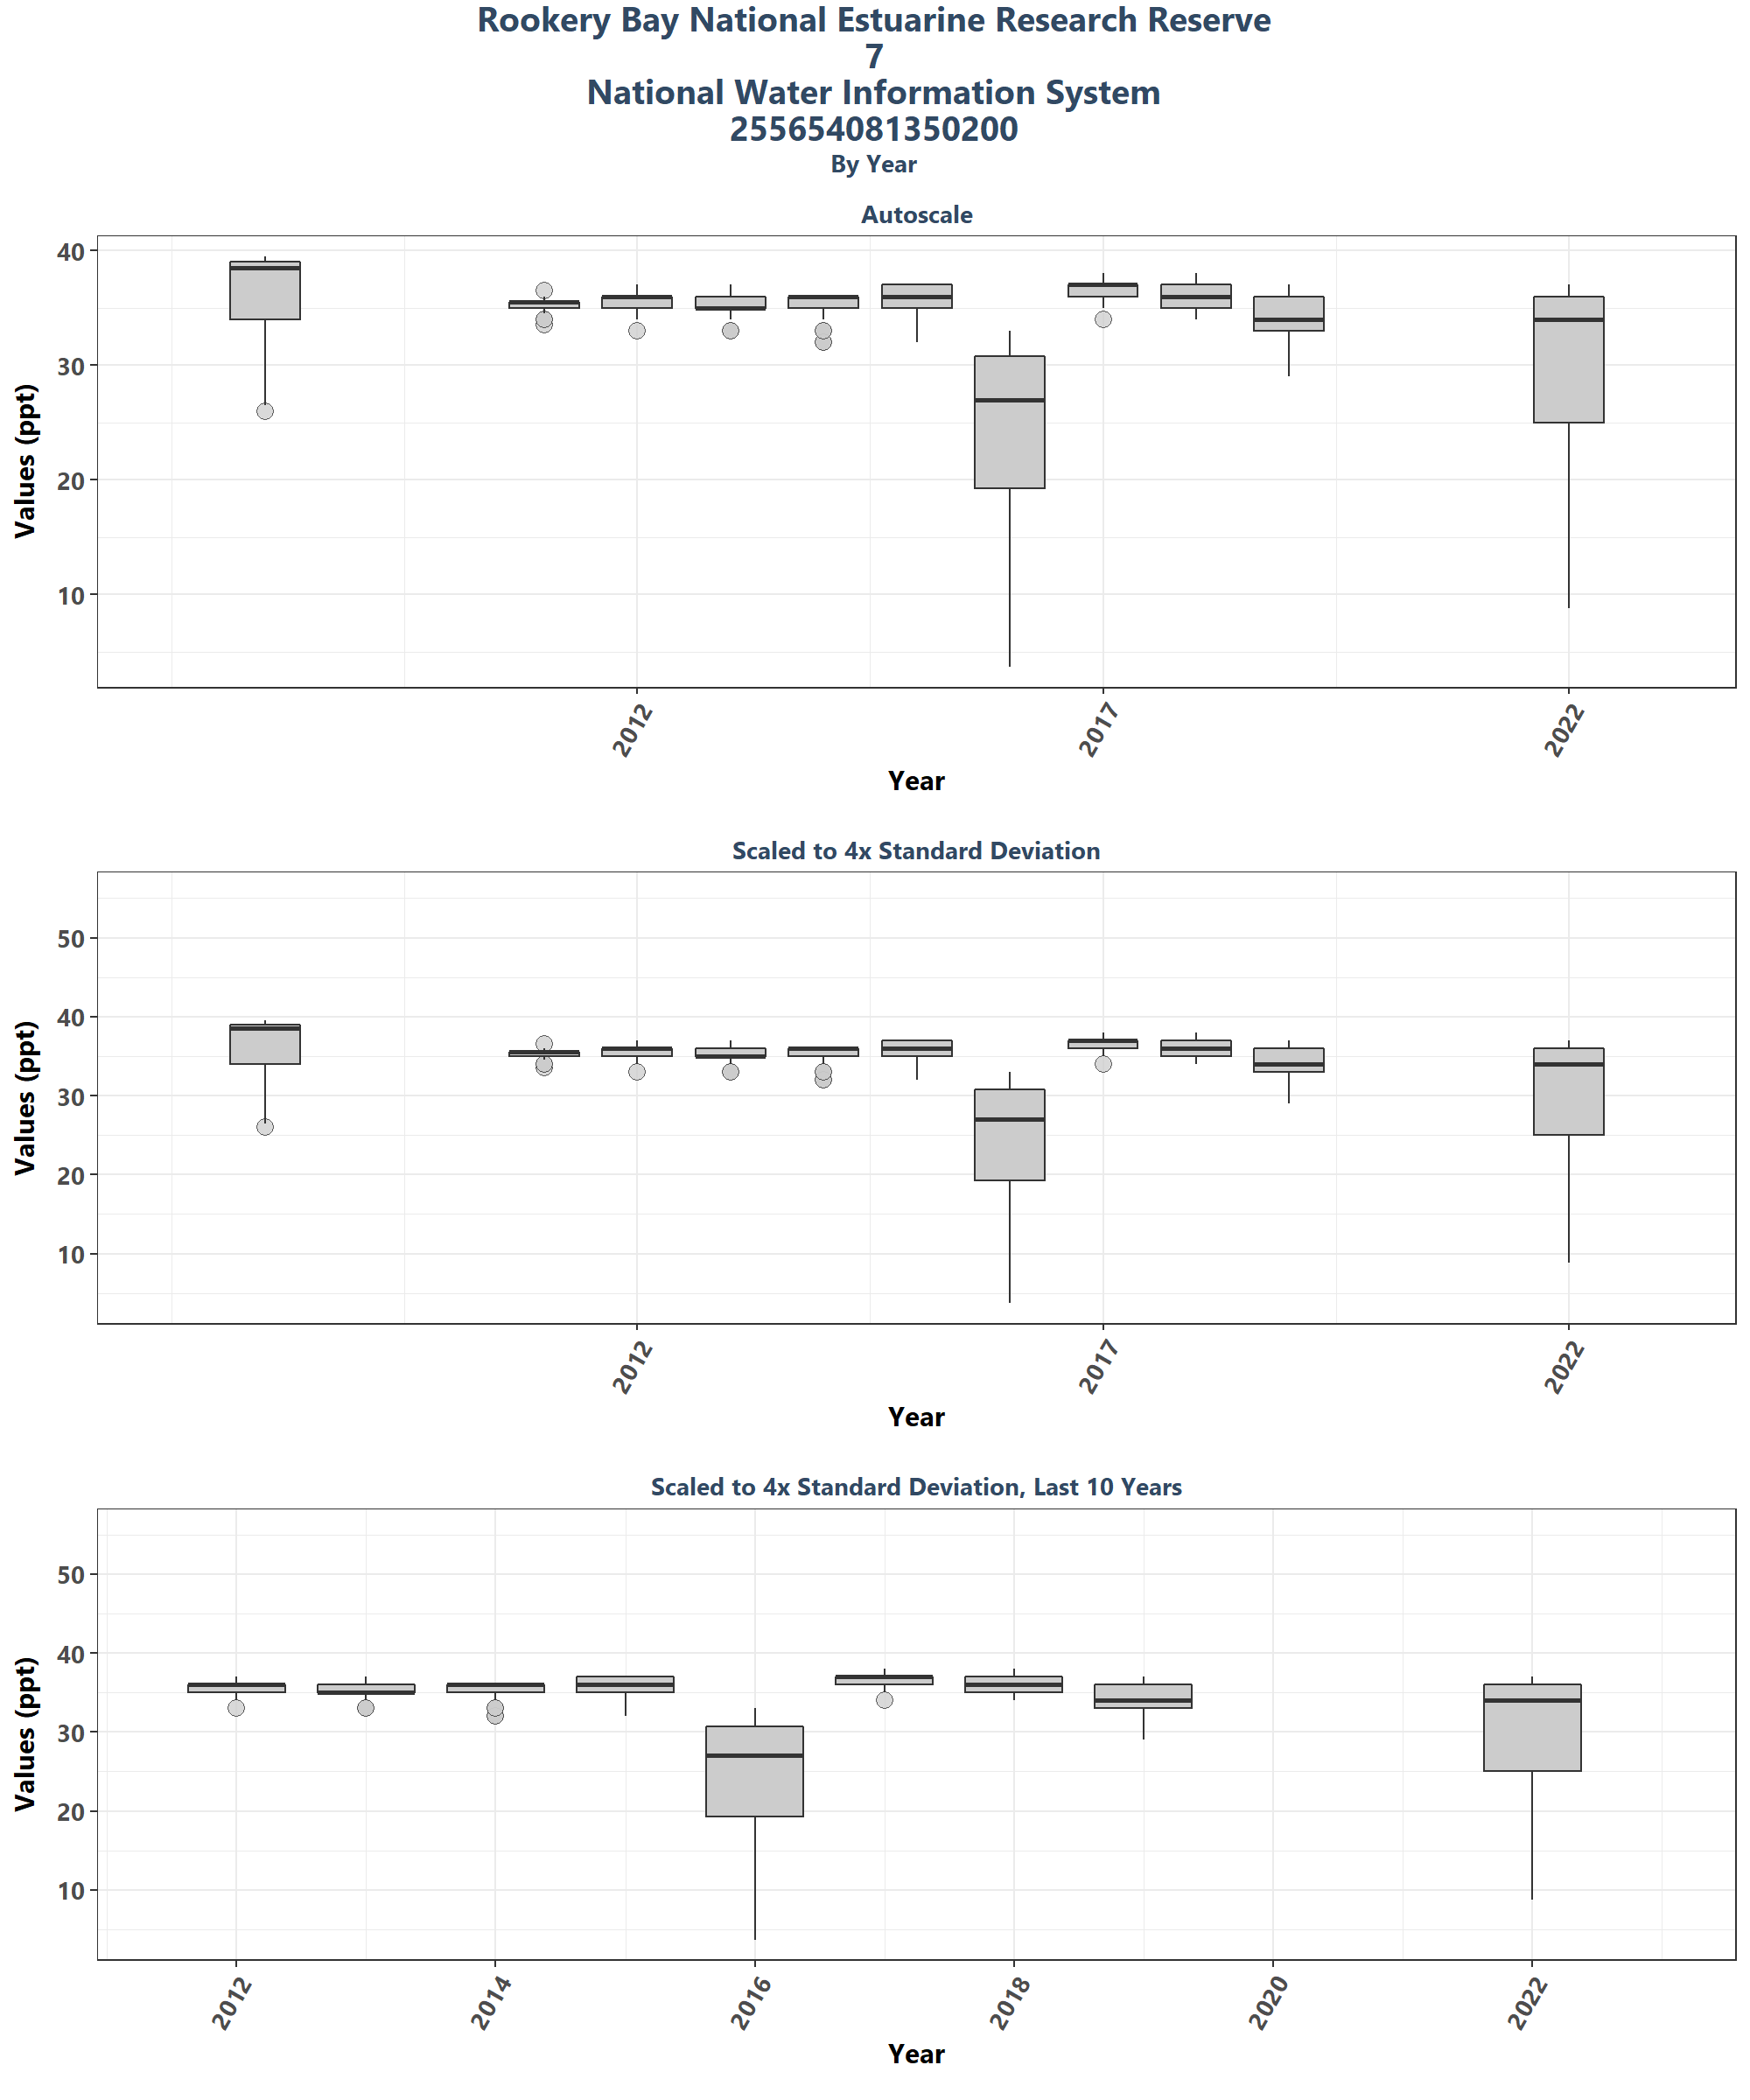 Rookery Bay National Estuarine Research Reserve
7
National Water Information System
255654081350200
By Year
Autoscale
Values (ppt)
40
30
20
10
2012
2017
2022
Year
Scaled to 4x Standard Deviation
Values (ppt)
50
40
30
20
10
2012
2017
2022
Year
Scaled to 4x Standard Deviation, Last 10 Years
Values (ppt)
50
40
30
20
10
2012
2014
2016
2018
2020
2022
Year